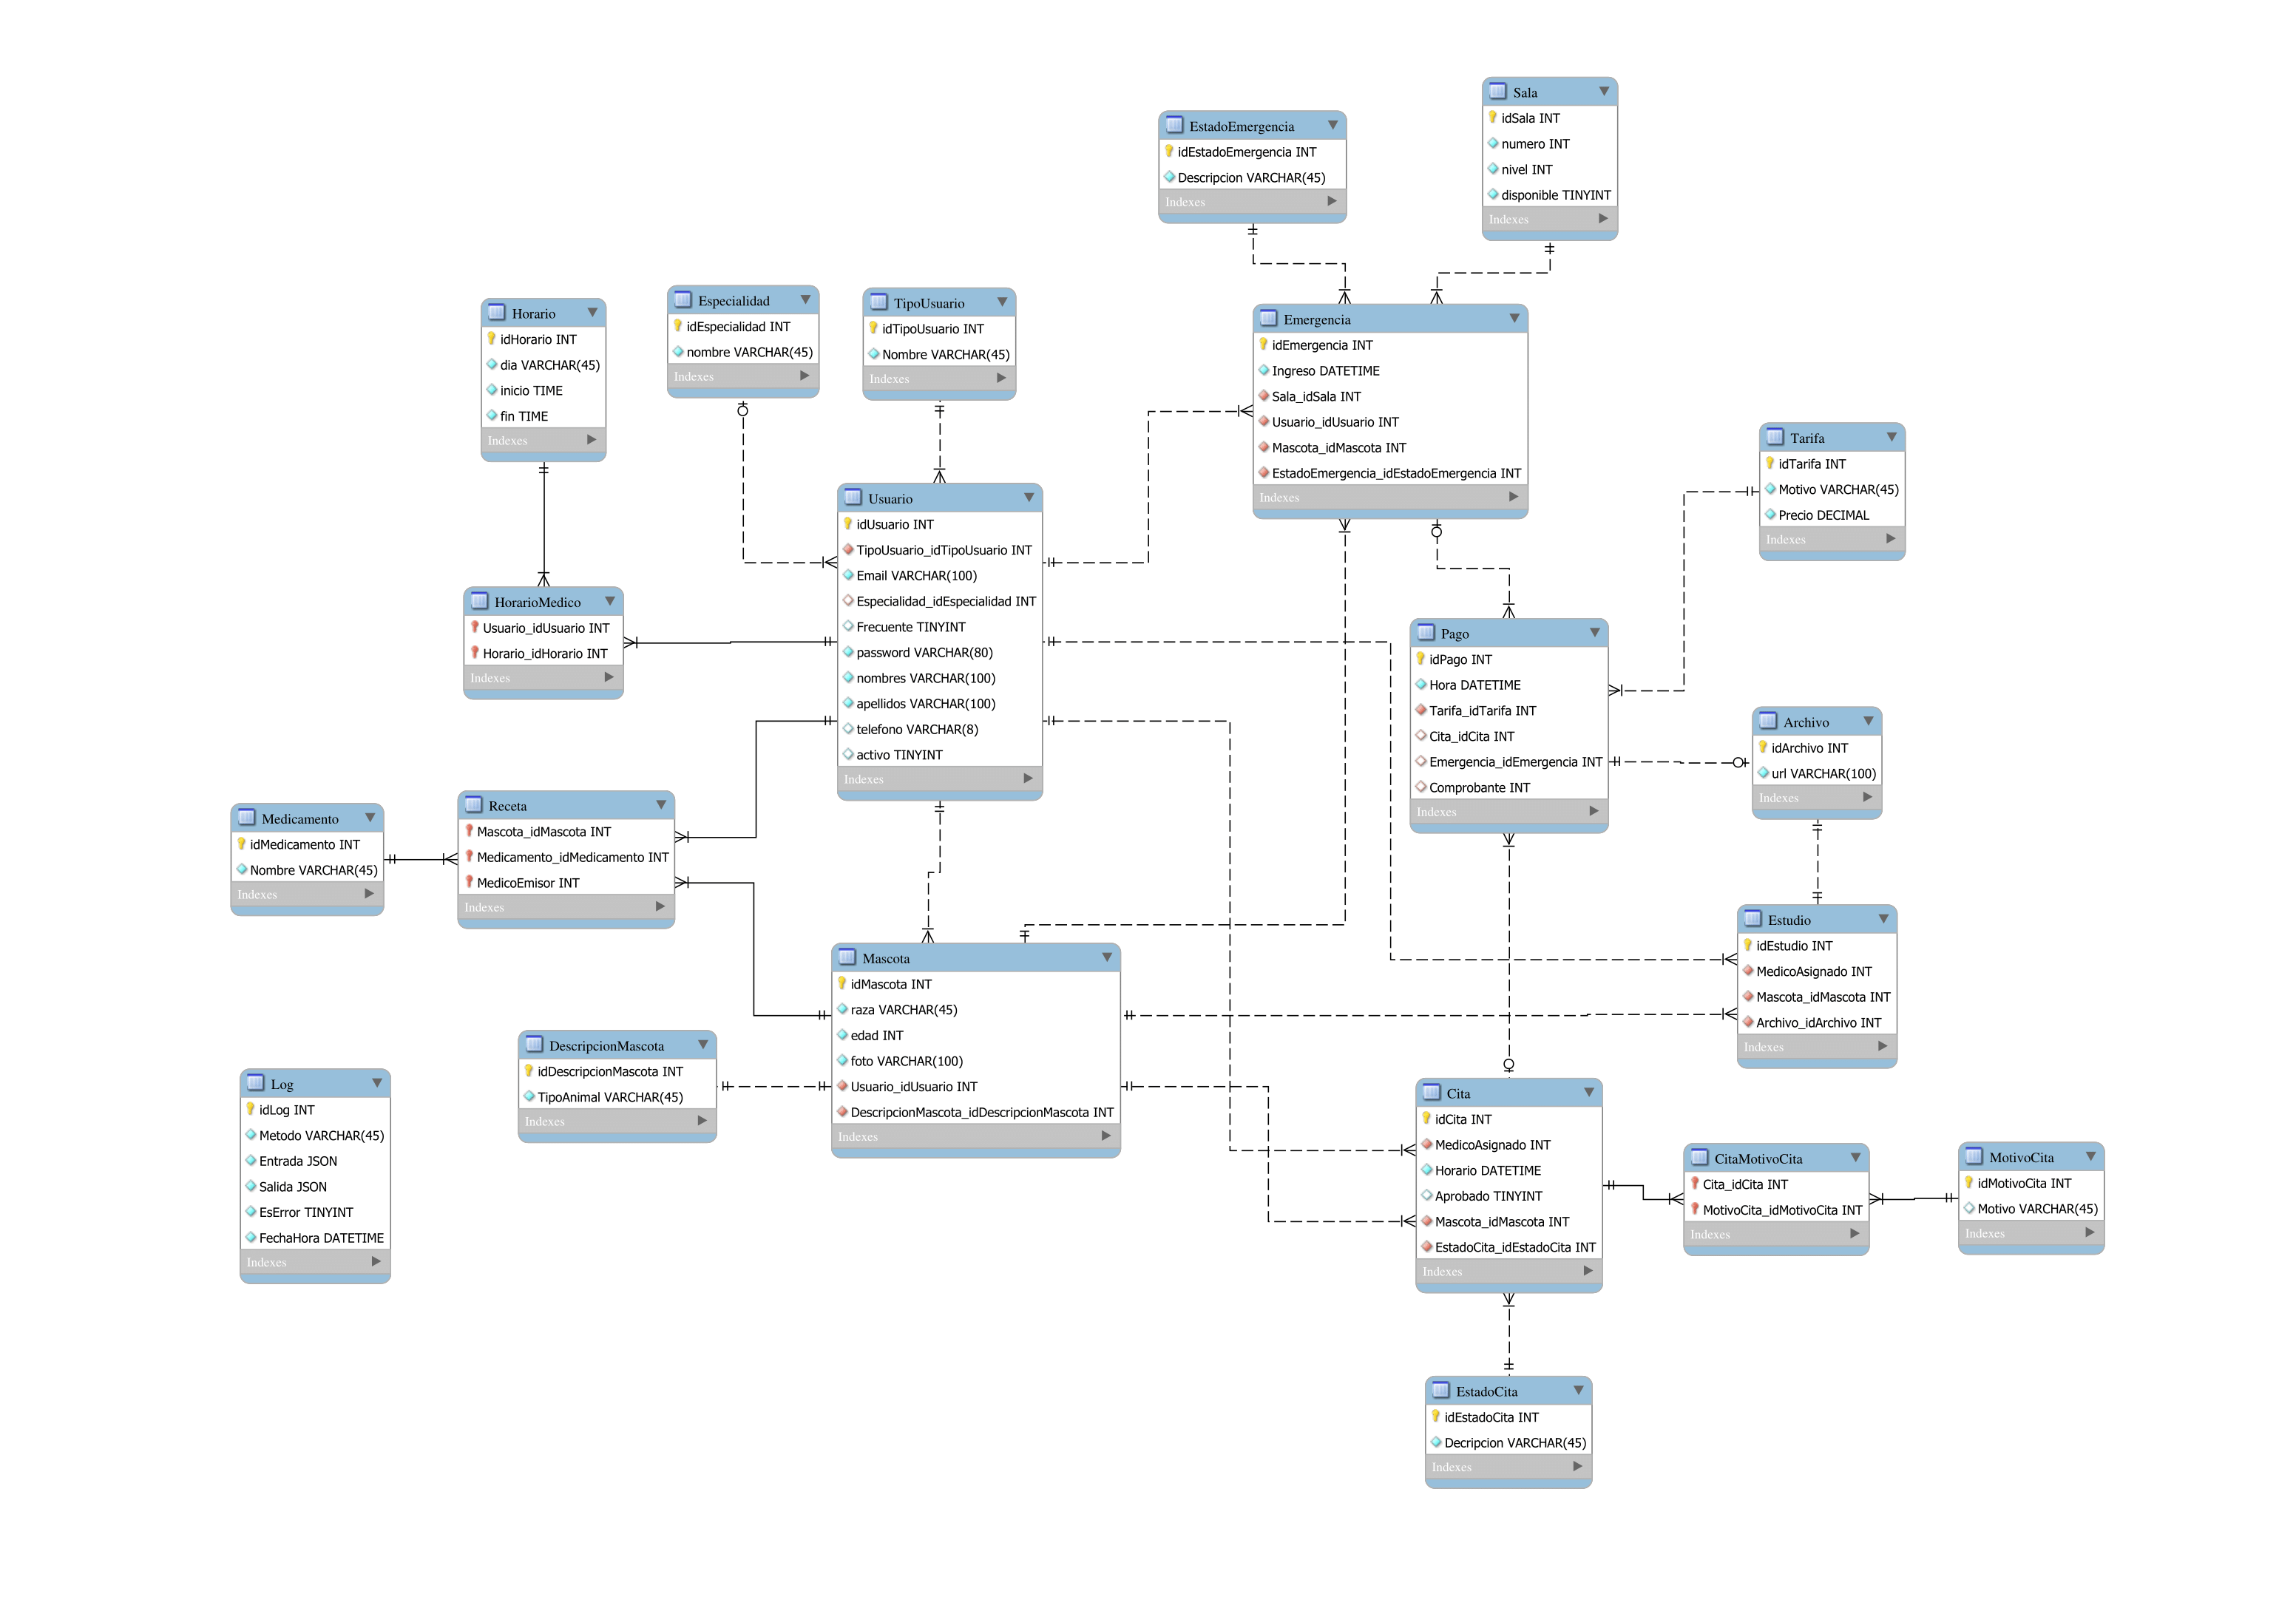 Sala
idSala INT
numero INT
nivel INT
disponible TINYINT
Indexes
EstadoEmergencia
idEstadoEmergencia INT
Descripcion VARCHAR(45)
Indexes
Horario
idHorario INT
dia VARCHAR(45)
inicio TIME
fin TIME
Indexes
Especialidad
idEspecialidad INT
nombre VARCHAR(45)
Indexes
TipoUsuario
idTipoUsuario INT
Nombre VARCHAR(45)
Indexes
Emergencia
idEmergencia INT
Ingreso DATETIME
Sala_idSala INT
Usuario_idUsuario INT
Mascota_idMascota INT
EstadoEmergencia_idEstadoEmergencia INT
Indexes
Tarifa
idTarifa INT
Motivo VARCHAR(45)
Precio DECIMAL
Indexes
Usuario
idUsuario INT
TipoUsuario_idTipoUsuario INT
Email VARCHAR(100)
Especialidad_idEspecialidad INT
Frecuente TINYINT
password VARCHAR(80)
nombres VARCHAR(100)
apellidos VARCHAR(100)
telefono VARCHAR(8)
activo TINYINT
Indexes
HorarioMedico
Usuario_idUsuario INT
Horario_idHorario INT
Indexes
Pago
idPago INT
Hora DATETIME
Tarifa_idTarifa INT
Cita_idCita INT
Emergencia_idEmergencia INT
Comprobante INT
Indexes
Archivo
idArchivo INT
url VARCHAR(100)
Indexes
Medicamento
idMedicamento INT
Nombre VARCHAR(45)
Indexes
Receta
Mascota_idMascota INT
Medicamento_idMedicamento INT
MedicoEmisor INT
Indexes
Estudio
idEstudio INT
MedicoAsignado INT
Mascota_idMascota INT
Archivo_idArchivo INT
Indexes
Mascota
idMascota INT
raza VARCHAR(45)
edad INT
foto VARCHAR(100)
Usuario_idUsuario INT
DescripcionMascota_idDescripcionMascota INT
Indexes
DescripcionMascota
idDescripcionMascota INT
TipoAnimal VARCHAR(45)
Indexes
Log
idLog INT
Metodo VARCHAR(45)
Entrada JSON
Salida JSON
EsError TINYINT
FechaHora DATETIME
Indexes
Cita
idCita INT
MedicoAsignado INT
Horario DATETIME
Aprobado TINYINT
Mascota_idMascota INT
EstadoCita_idEstadoCita INT
Indexes
CitaMotivoCita
Cita_idCita INT
MotivoCita_idMotivoCita INT
Indexes
MotivoCita
idMotivoCita INT
Motivo VARCHAR(45)
Indexes
EstadoCita
idEstadoCita INT
Decripcion VARCHAR(45)
Indexes